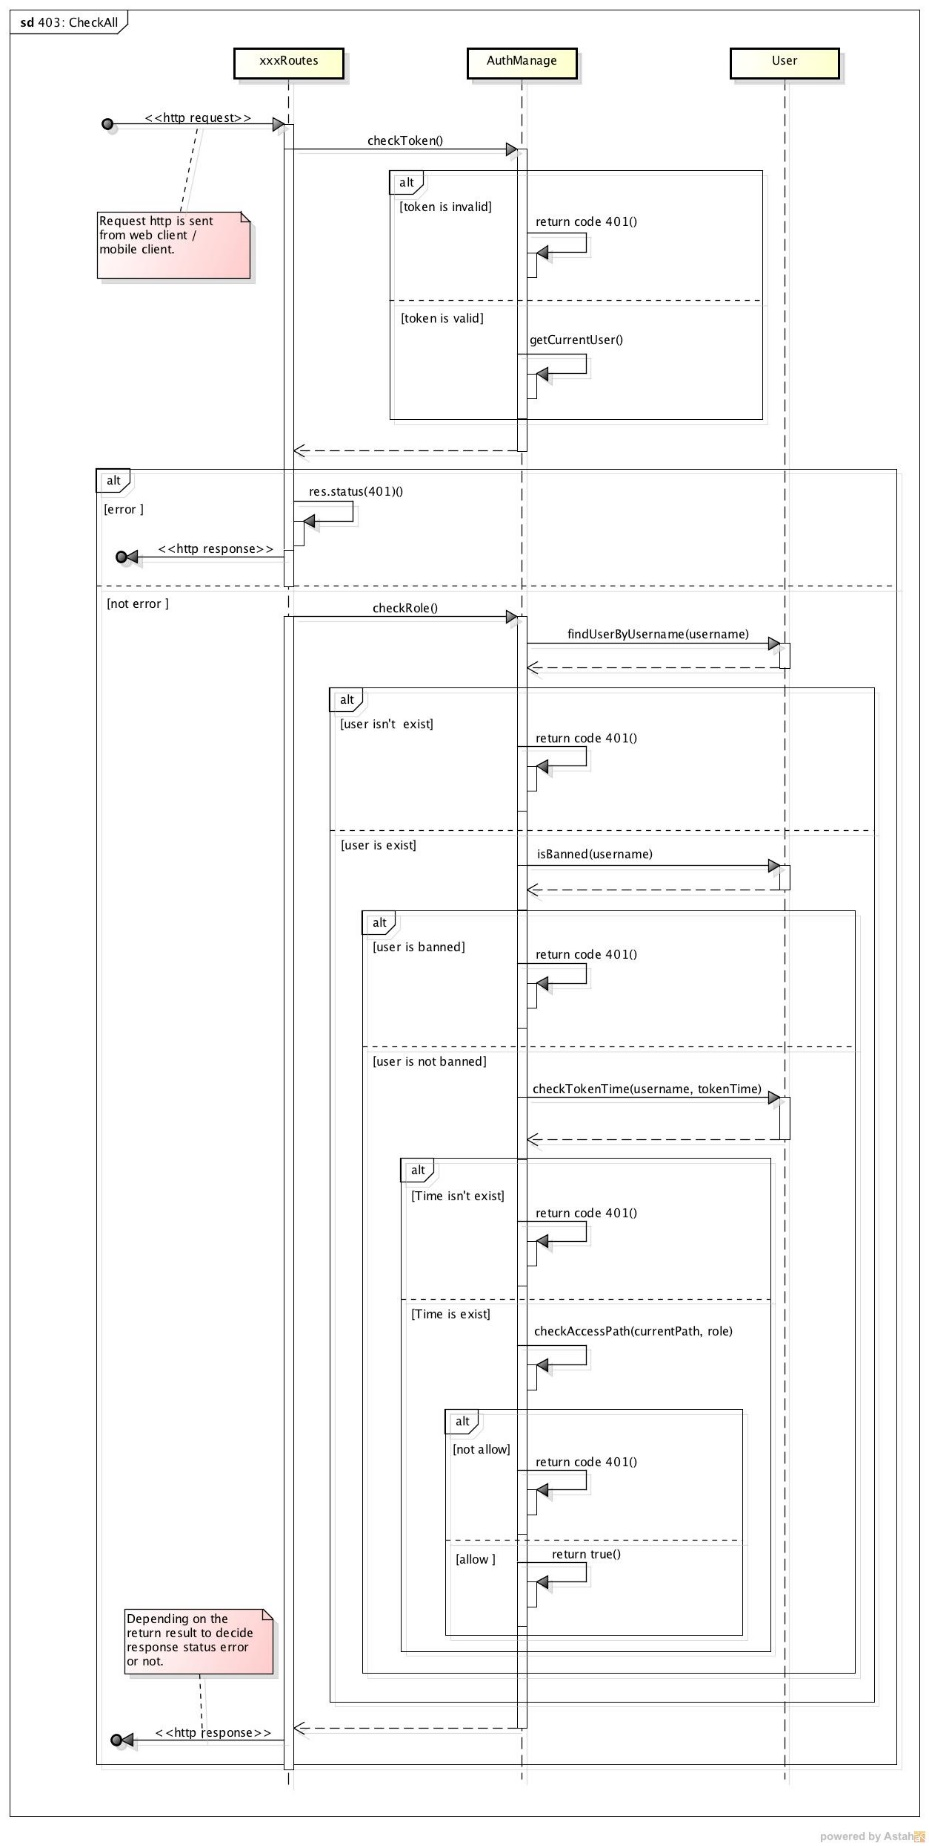 sd 403: CheckAll
xxxRoutes
AuthManage
User
<<http request>>
checkToken()
alt
[token is invalid]
Request http is sent
from web client /
mobile client.
return code 401()
[token is valid]
getCurrentUser()
alt
res.status(401)()
[error ]
<<http response>>
[not error ]
checkRole()
findUserByUsername(username)
alt
[user isn't  exist]
return code 401()
[user is exist]
isBanned(username)
alt
[user is banned]
return code 401()
[user is not banned]
checkTokenTime(username, tokenTime)
alt
[Time isn't exist]
return code 401()
[Time is exist]
checkAccessPath(currentPath, role)
alt
[not allow]
return code 401()
return true()
[allow ]
Depending on the
return result to decide
response status error
or not.
<<http response>>
powered by Astah